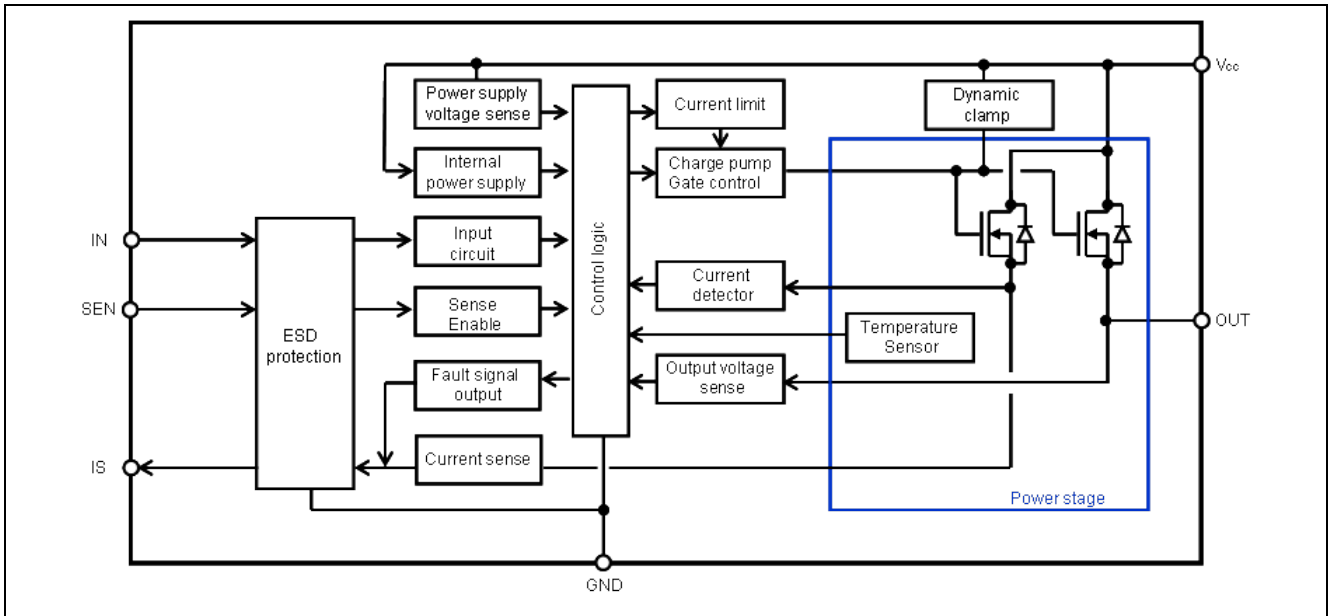 Vcc
Power supply
voltage sense
Current limit
Dynamic
clamp
Internal
power supply
Charge pump
Gate control
IN
Input
circuit
Control logic
SEN
Sense
Enable
Current
detector
OUT
ESD
protection
Temperature
Sensor
Fault signal
output
Output voltage
sense
IS
Current sense
Power stage
GND